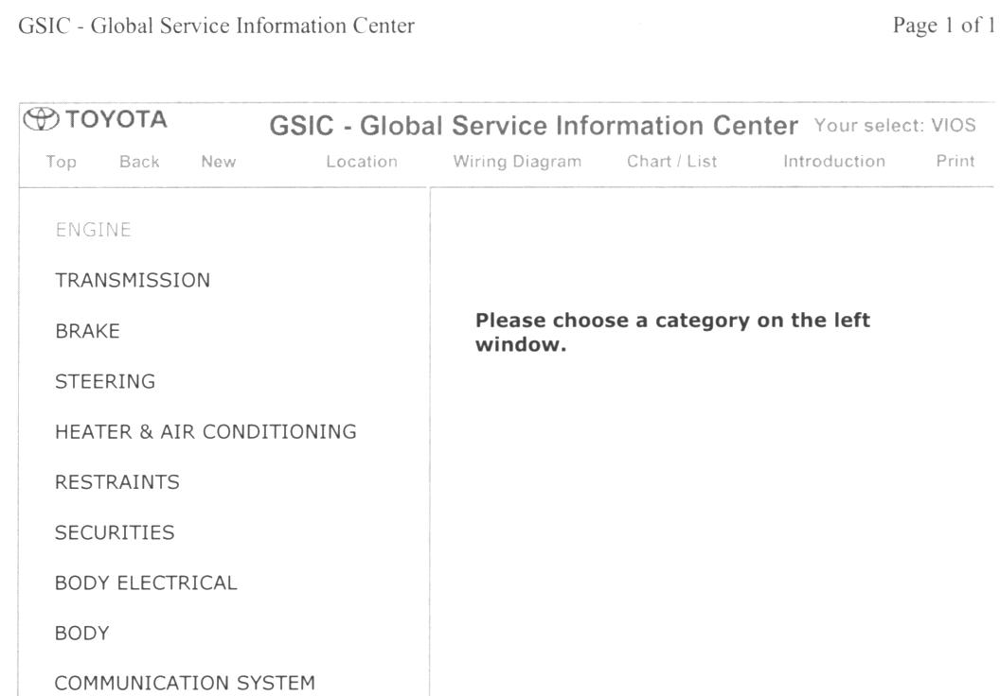 GSIC - Global Service Information Center Page 1 of 1
TOYOTA GSIC - Global Service Information Center Your select: VIOS
Top Back New Location Wiring Diagram Chart / List Introduction Print
ENGINE
TRANSMISSION
BRAKE
Please choose a category on the left
window.
STEERING
HEATER & AIR CONDITIONING
RESTRAINTS
SECURITIES
BODY ELECTRICAL
BODY
COMMUNICATION SYSTEM